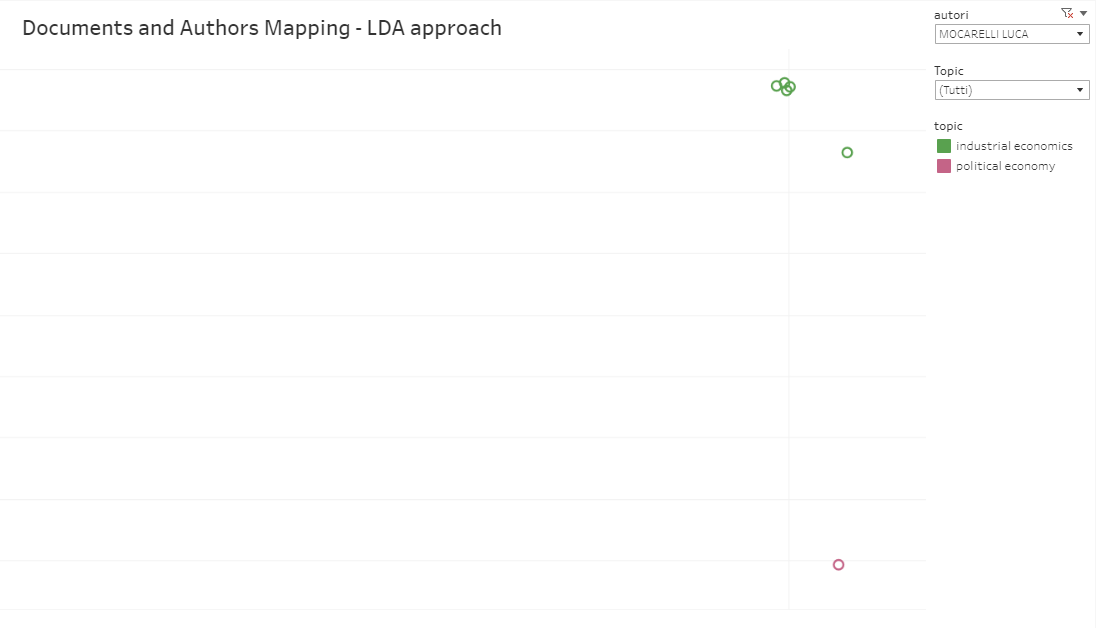 Documents and Authors Mapping - LDA approach
autori
MOCARELLI LUCA
Topic
(Tutti)
topic
industrial economics
political economy